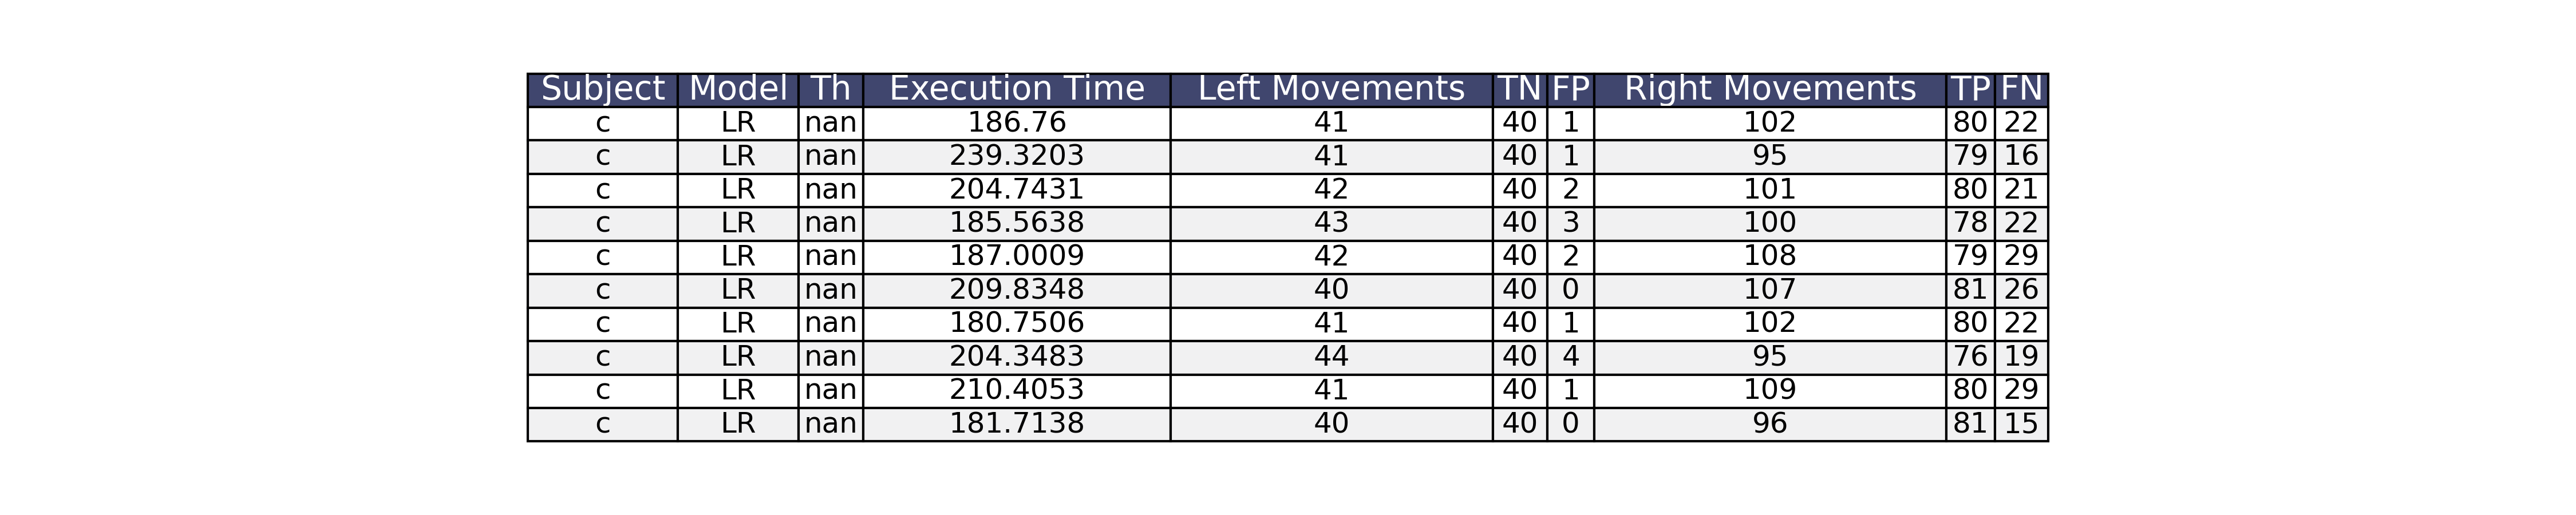 Subject Model Th Execution Time Left Movements TN FP Right Movements TP FN
c LR nan 186.76 41 40 1 102 80 22
c LR nan 239.3203 41 40 1 95 79 16
c LR nan 204.7431 42 40 2 101 80 21
c LR nan 185.5638 43 40 3 100 78 22
c LR nan 187.0009 42 40 2 108 79 29
c LR nan 209.8348 40 40 0 107 81 26
c LR nan 180.7506 41 40 1 102 80 22
c LR nan 204.3483 44 40 4 95 76 19
c LR nan 210.4053 41 40 1 109 80 29
c LR nan 181.7138 40 40 0 96 81 15